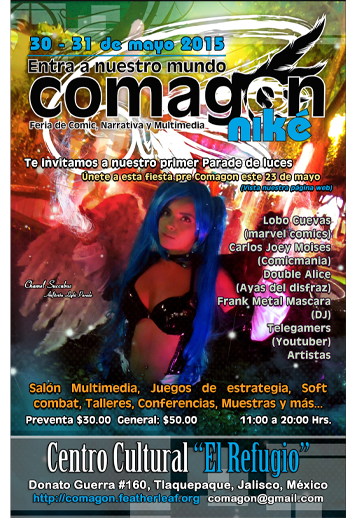 30 - 31 de mayo 2015
Entra a nuestro mundo
comagon
niké
Feria de Comic, Narrativa y Multimedia
Te Invitamos a nuestro primer Parade de luces
Únete a esta fiesta pre Comagon este 23 de mayo
(Vista nuestra página web)
Lobo Cuevas
(marvel comics)
Carlos Joey Moises
(Comicmania)
Double Alice
(Ayas del disfraz)
Frank Metal Mascara
(DJ)
Telegamers
(Youtuber)
Artistas
Chanel Succubus
Salón Multimedia, Juegos de estrategia, Soft
combat, Talleres, Conferencias, Muestras y más...
Preventa $30.00 General: $50.00 11:00 a 20:00 Hrs.
Centro Cultural “El Refugio”
Donato Guerra #160, Tlaquepaque, Jalisco, México
http://comagon.featherleaf.org comagon@gmail.com